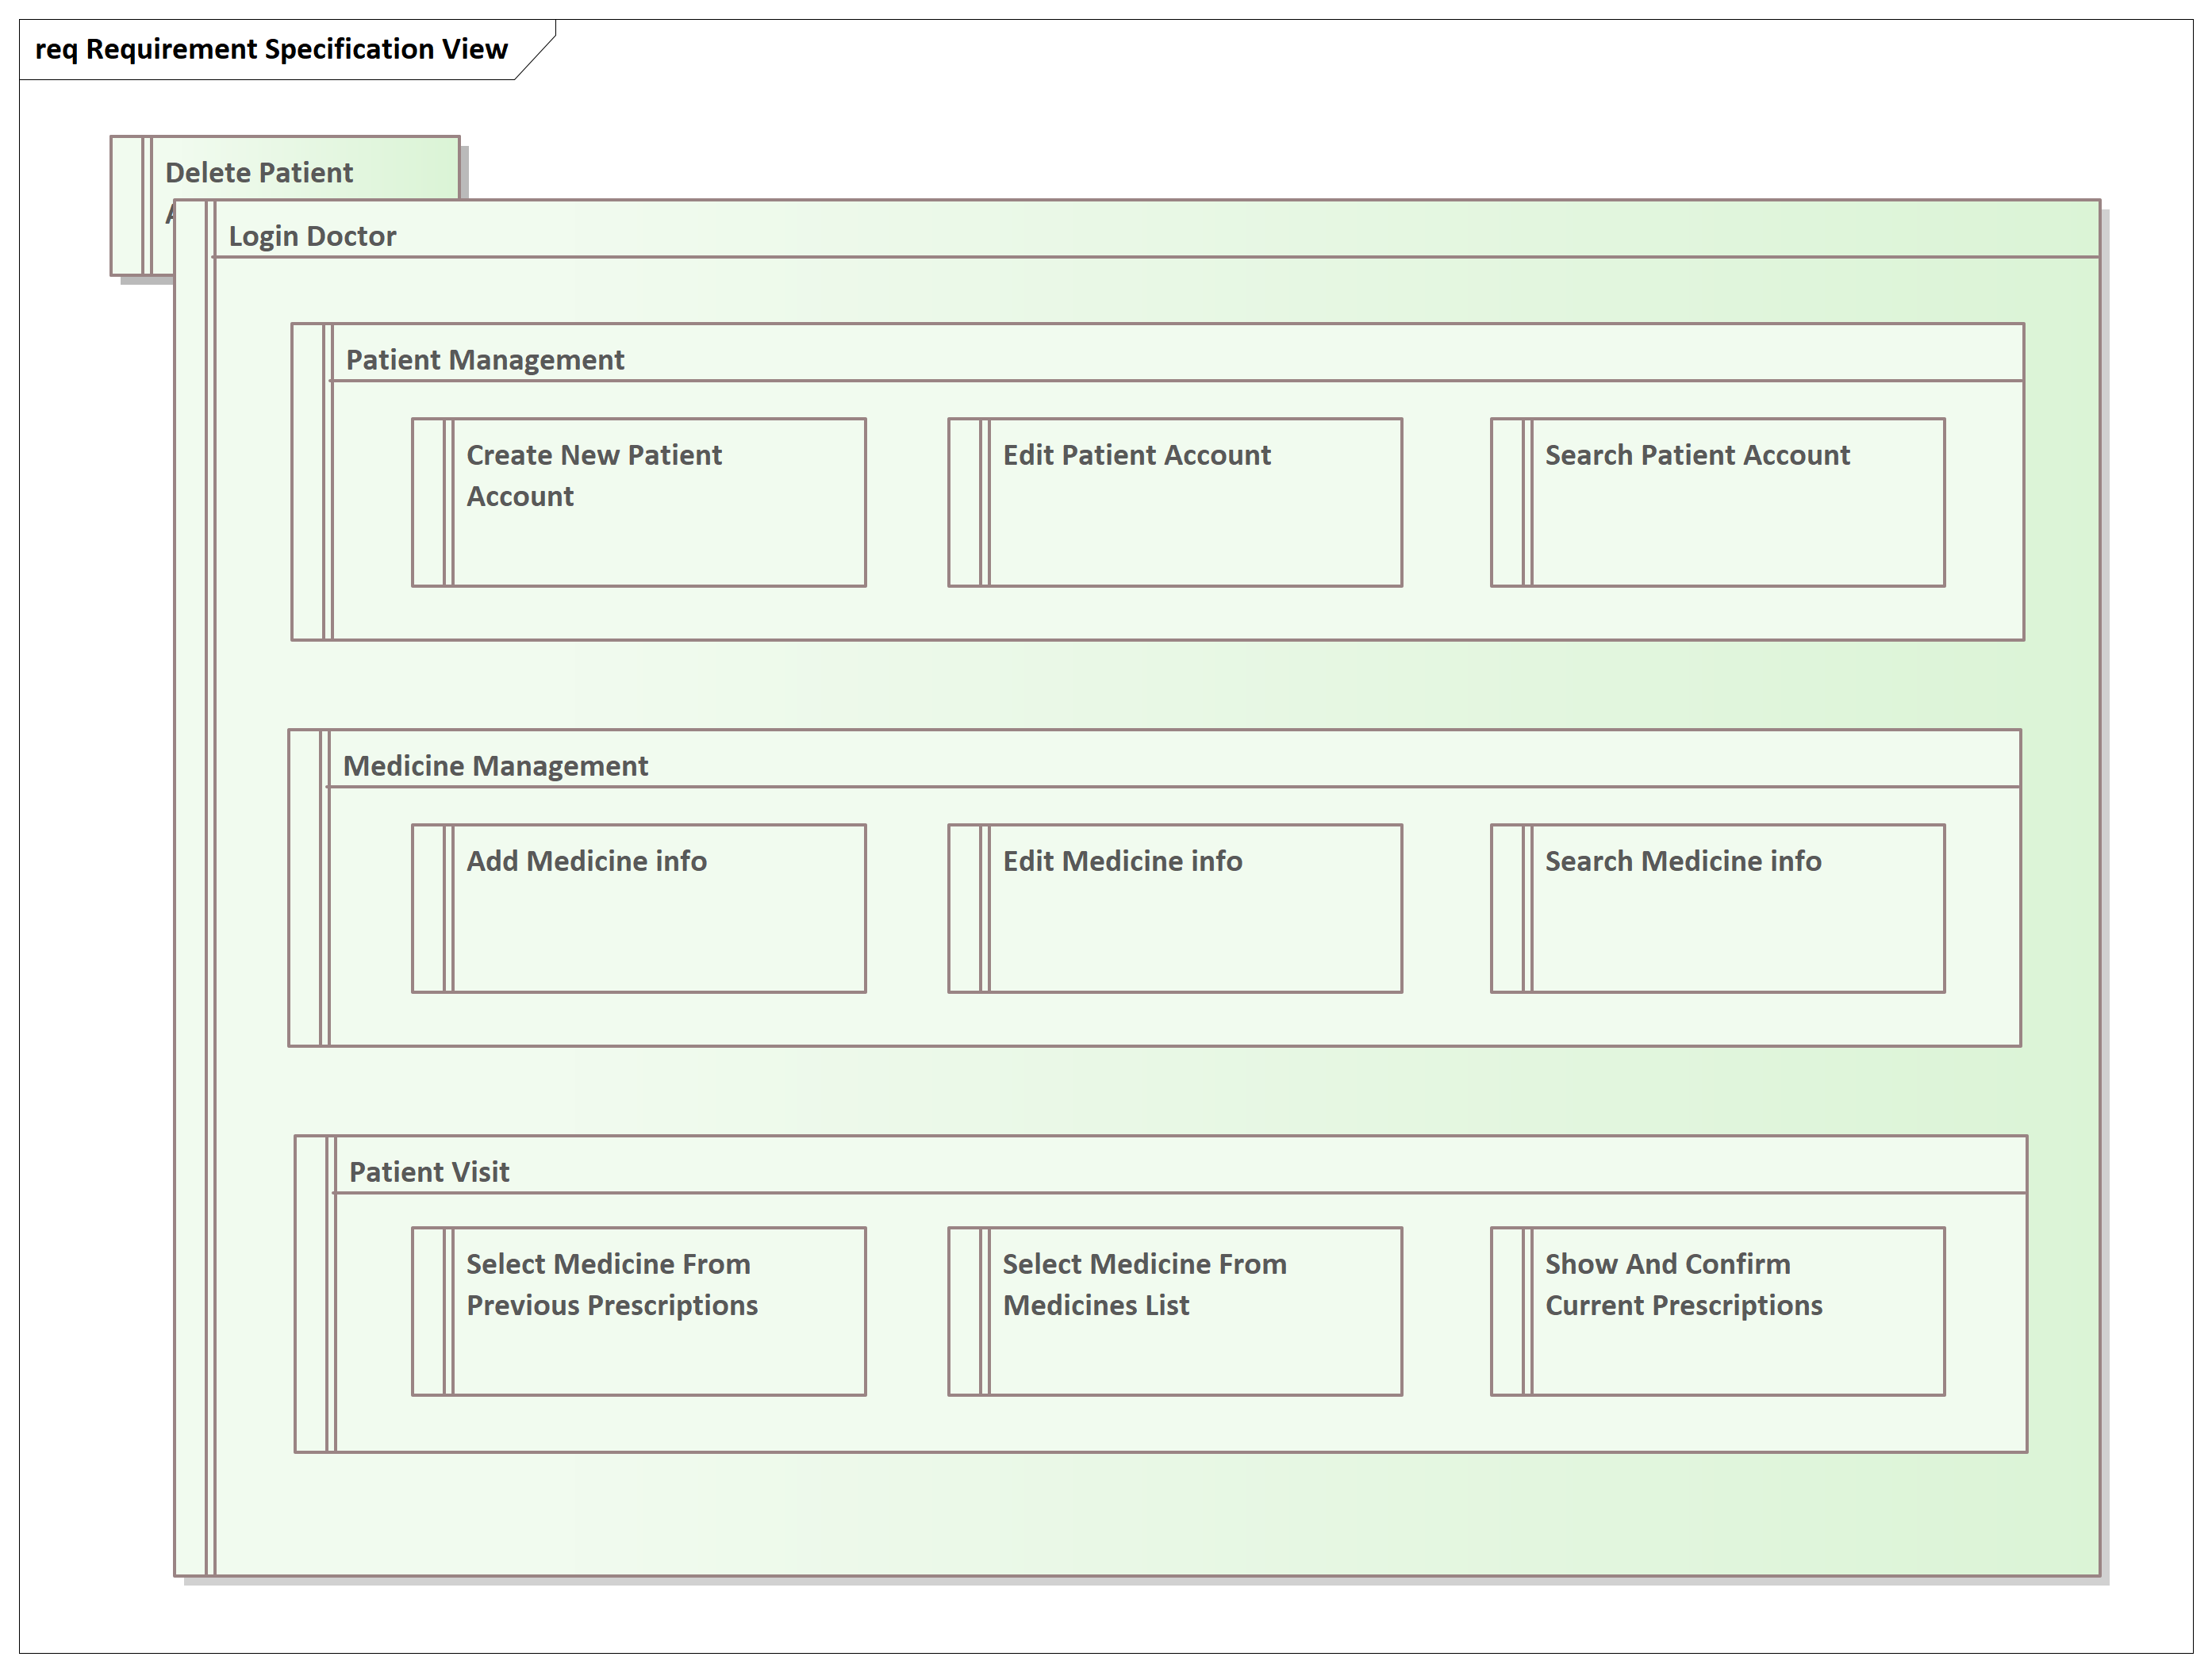 req Requirement Specification View
Delete Patient
Login Doctor
Patient Management
Create New Patient
Account
Edit Patient Account
Search Patient Account
Medicine Management
Add Medicine info
Edit Medicine info
Search Medicine info
Patient Visit
Select Medicine From
Previous Prescriptions
Select Medicine From
Medicines List
Show And Confirm
Current Prescriptions